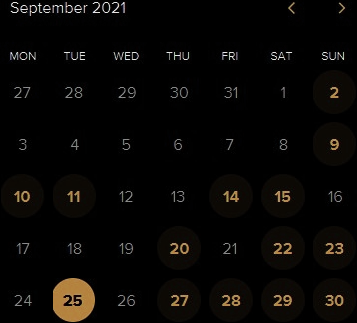 September 2021 < >
MON TUE WED THU FRI SAT SUN
27 28 29 30 31 1 2
3 4 5 6 7 8 9
10 11 12 13 14 15 16
17 18 19 20 21 22 23
24 25 26 27 28 29 30